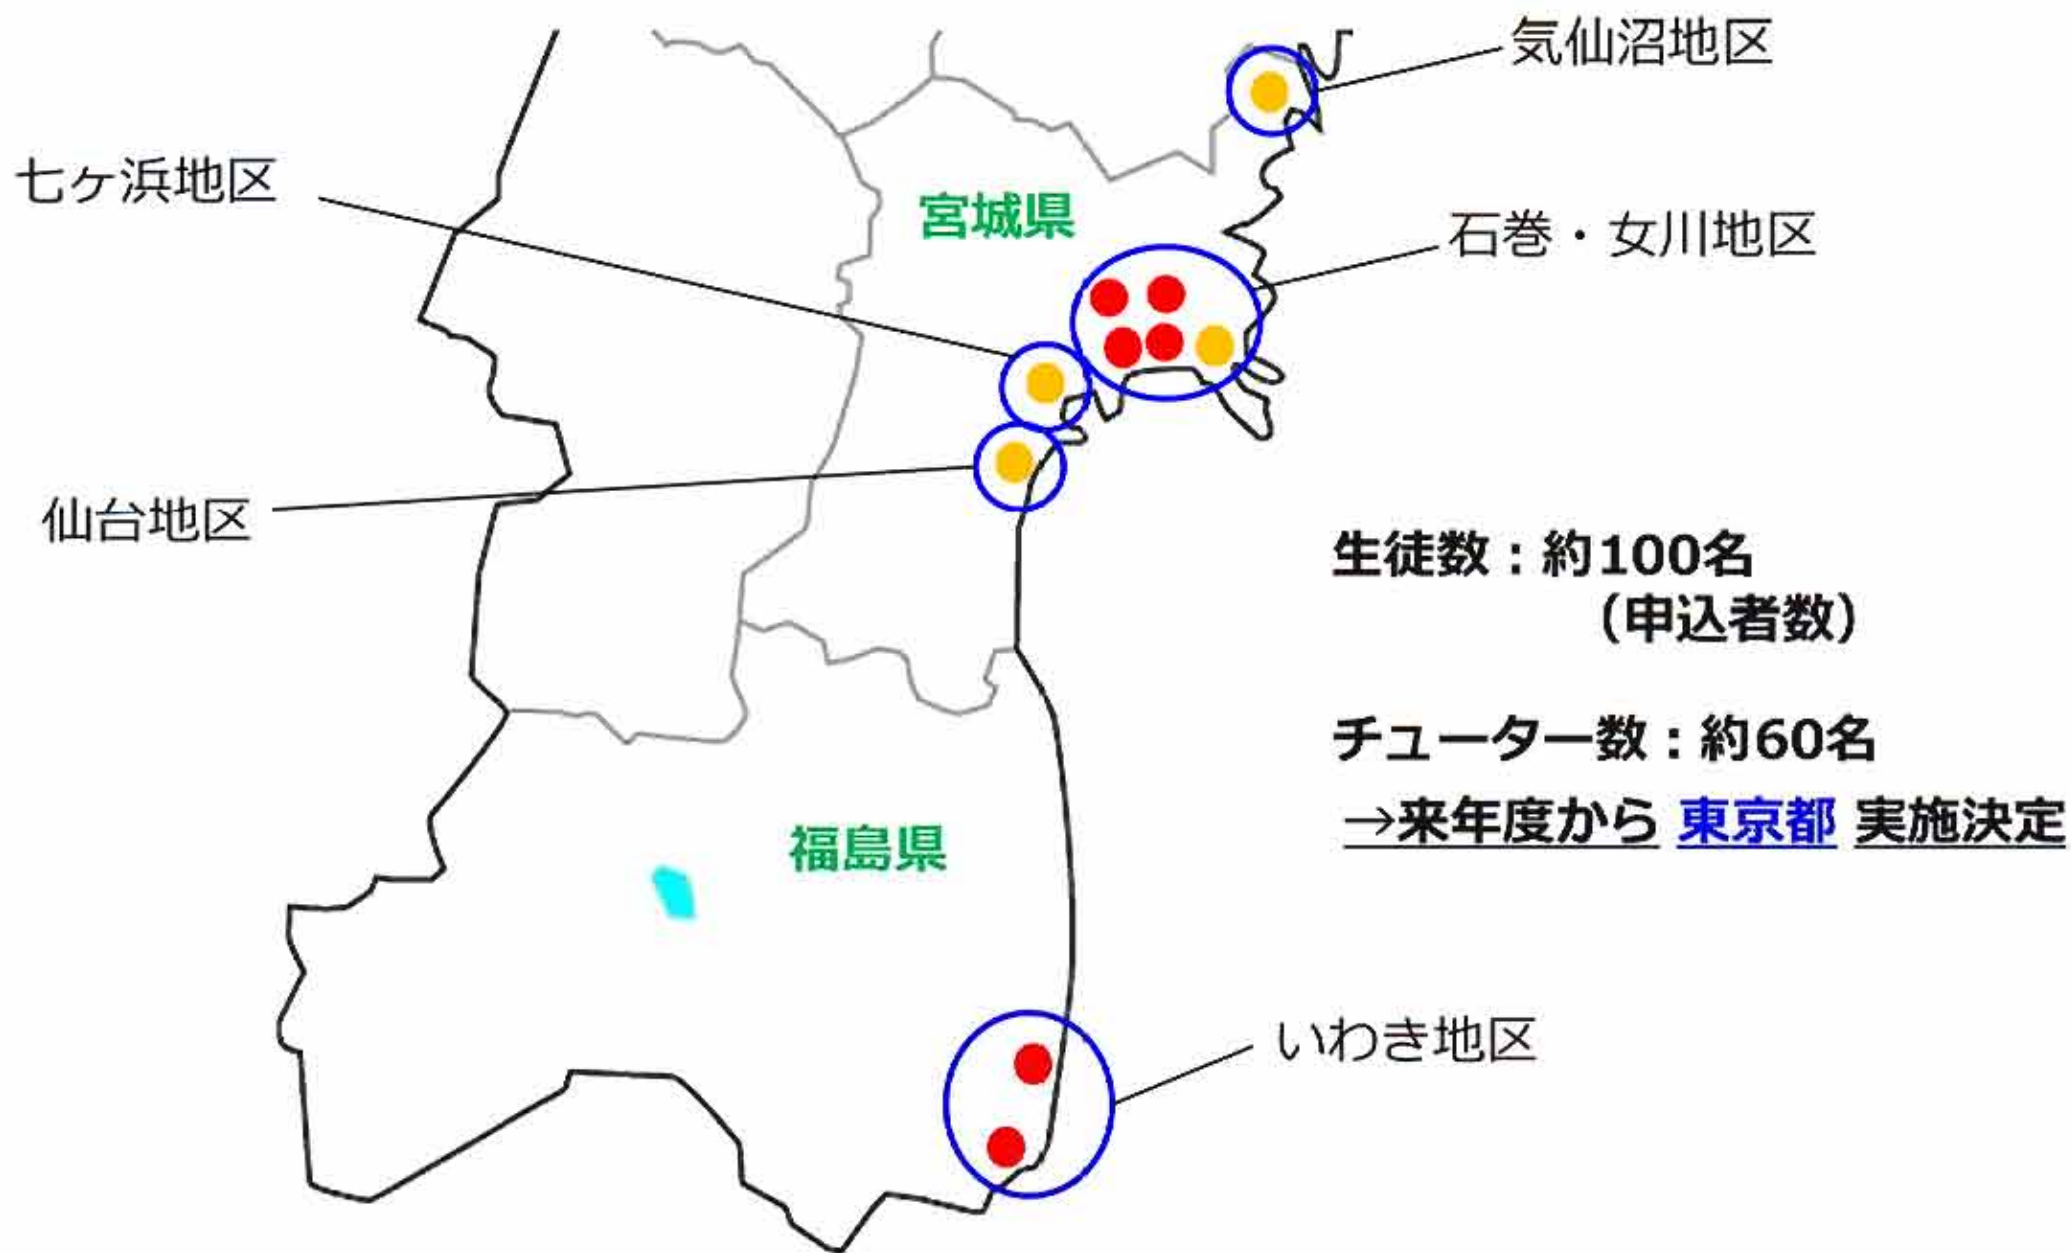 気仙沼地区
七ヶ浜地区
宮城県
石巻・女川地区
仙台地区
生徒数：約100名
（申込者数）
チューター数：約60名
→来年度から 東京都 実施決定
福島県
いわき地区